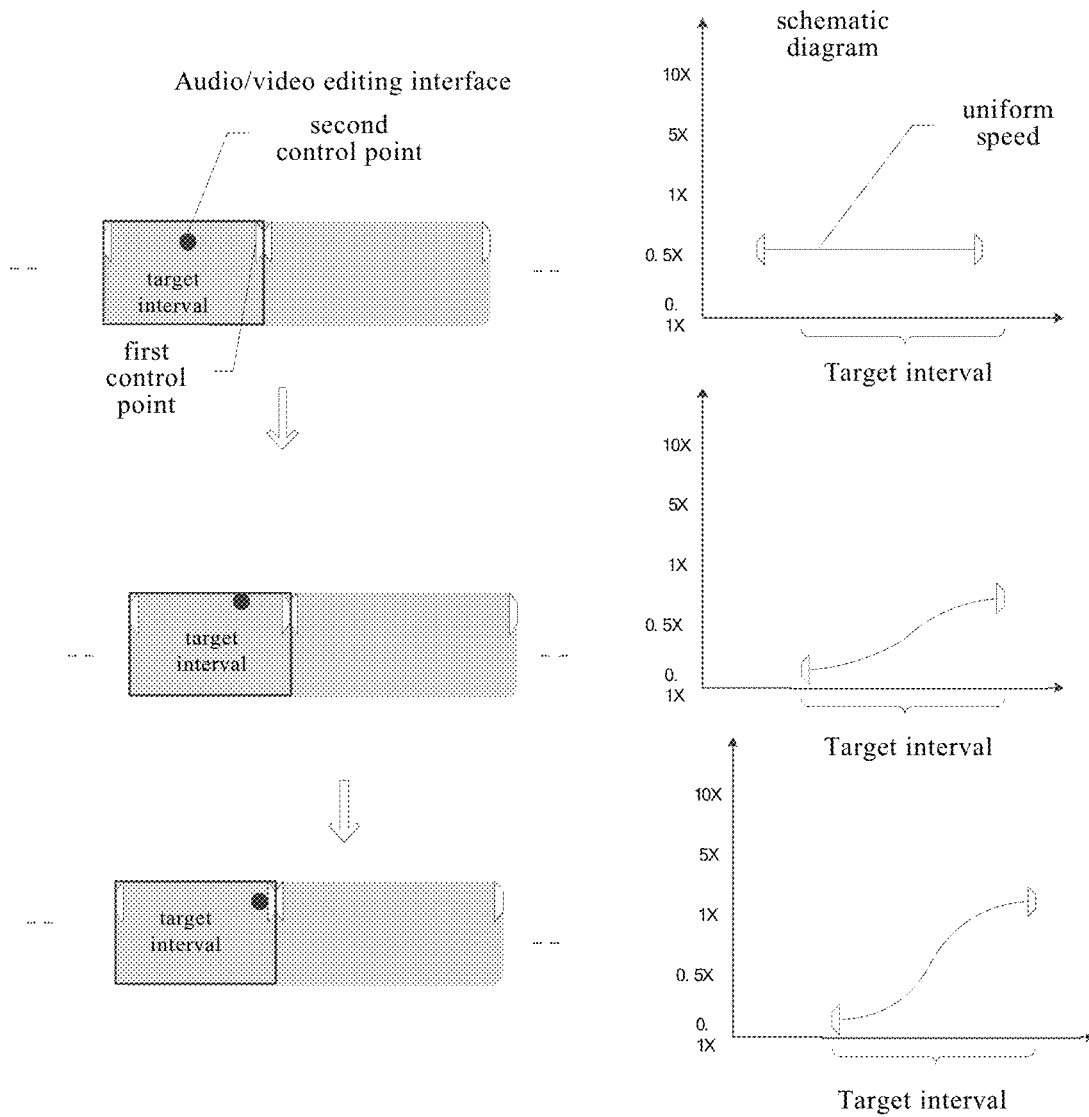 Audio/video editing interface
second
control point
target
interval
first
control
point
... ...
... ...
schematic
diagram
10X
5X
1X
0. 5X
0.
1X
uniform
speed
Target interval
target
interval
... ...
... ...
10X
5X
1X
0. 5X
0.
1X
Target interval
target
interval
... ...
... ...
10X
5X
1X
0. 5X
0.
1X
Target interval